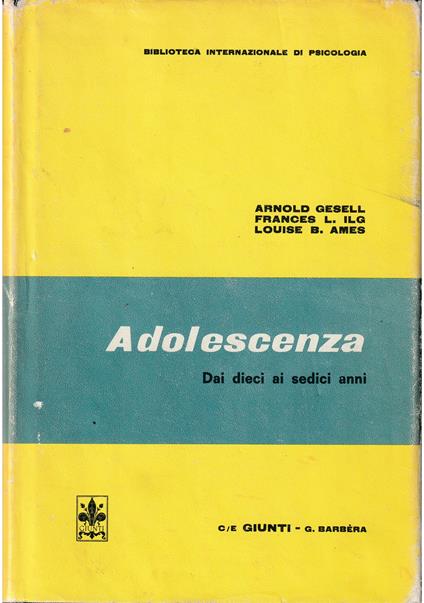 BIBLIOTECA INTERNAZIONALE DI PSICOLOGIA
ARNOLD GESELL
FRANCES L. ILG
LOUISE B. AMES
Adolescenza
Dai dieci ai sedici anni
GIUNTI
C/E GIUNTI - G. BARBÈRA